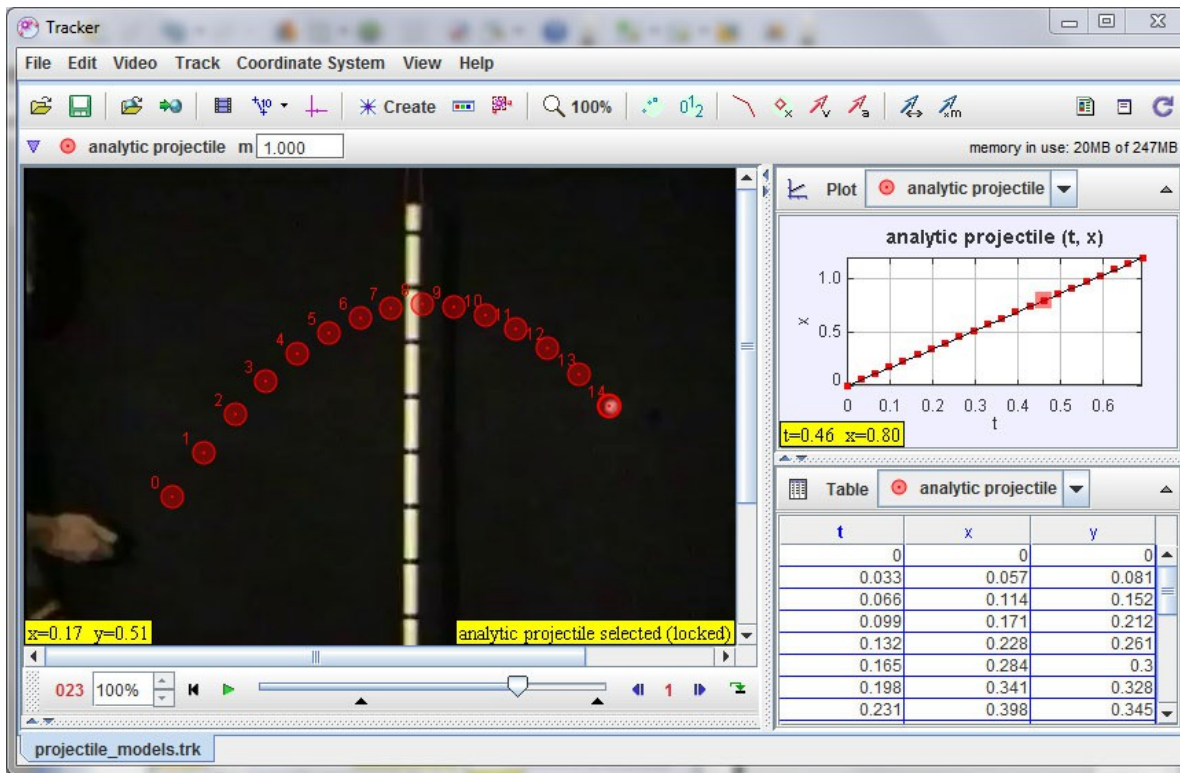 Tracker
File Edit Video Track Coordinate System View Help
Create 100%
analytic projectile m 1.000 memory in use: 20MB of 247MB
0
1
2
3
4
5
6
7
8
9
10
11
12
13
14
x=0.17 y=0.51 analytic projectile selected (locked)
023 100% 1
Plot analytic projectile
analytic projectile (t, x)
1.0
0.5
0
x
0 0.1 0.2 0.3 0.4 0.5 0.6
t
t=0.46 x=0.80
Table analytic projectile
t x y
0 0 0
0.033 0.057 0.081
0.066 0.114 0.152
0.099 0.171 0.212
0.132 0.228 0.261
0.165 0.284 0.3
0.198 0.341 0.328
0.231 0.398 0.345
projectile_models.trk